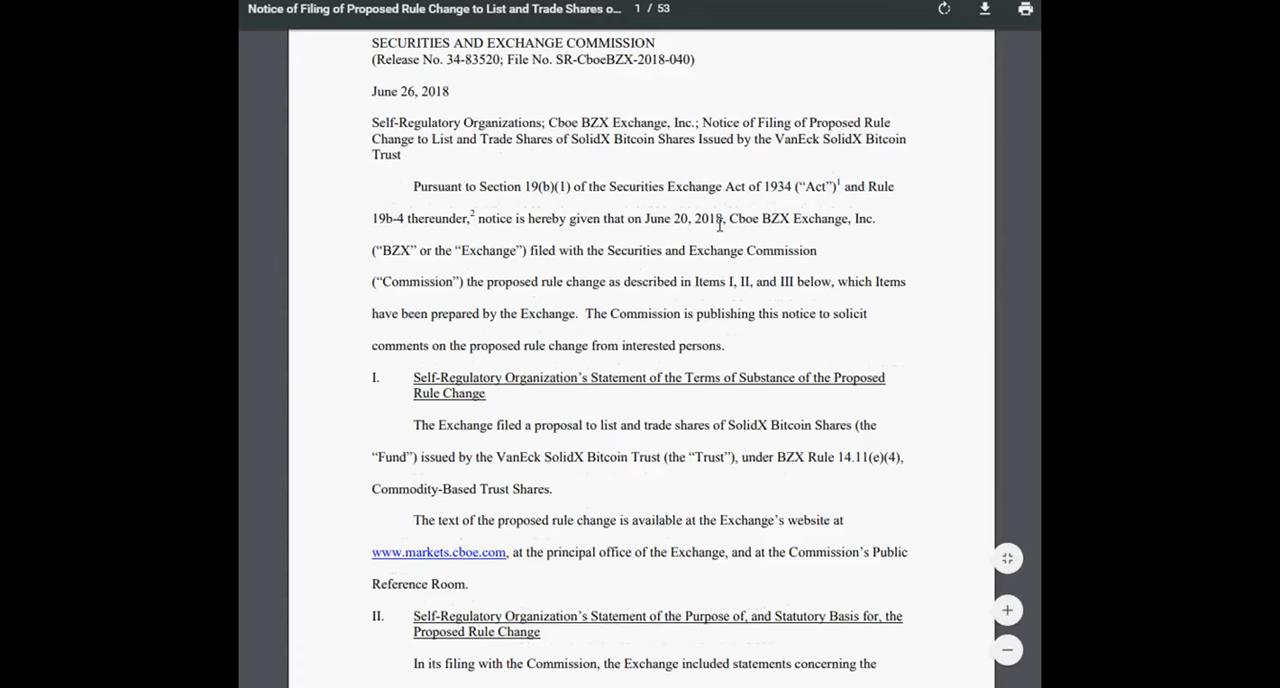 Notice of Filing of Proposed Rule Change to List and Trade Shares o... 1 / 53
SECURITIES AND EXCHANGE COMMISSION
(Release No. 34-83520; File No. SR-CboeBZX-2018-040)
June 26, 2018
Self-Regulatory Organizations; Cboe BZX Exchange, Inc.; Notice of Filing of Proposed Rule
Change to List and Trade Shares of SolidX Bitcoin Shares Issued by the VanEck SolidX Bitcoin
Trust
Pursuant to Section 19(b)(1) of the Securities Exchange Act of 1934 (“Act”)1 and Rule
19b-4 thereunder,2 notice is hereby given that on June 20, 2018, Cboe BZX Exchange, Inc.
(“BZX” or the “Exchange”) filed with the Securities and Exchange Commission
(“Commission”) the proposed rule change as described in Items I, II, and III below, which Items
have been prepared by the Exchange. The Commission is publishing this notice to solicit
comments on the proposed rule change from interested persons.
I. Self-Regulatory Organization’s Statement of the Terms of Substance of the Proposed
Rule Change
The Exchange filed a proposal to list and trade shares of SolidX Bitcoin Shares (the
“Fund”) issued by the VanEck SolidX Bitcoin Trust (the “Trust”), under BZX Rule 14.11(e)(4),
Commodity-Based Trust Shares.
The text of the proposed rule change is available at the Exchange’s website at
www.markets.cboe.com, at the principal office of the Exchange, and at the Commission’s Public
Reference Room.
II. Self-Regulatory Organization’s Statement of the Purpose of, and Statutory Basis for, the
Proposed Rule Change
In its filing with the Commission, the Exchange included statements concerning the